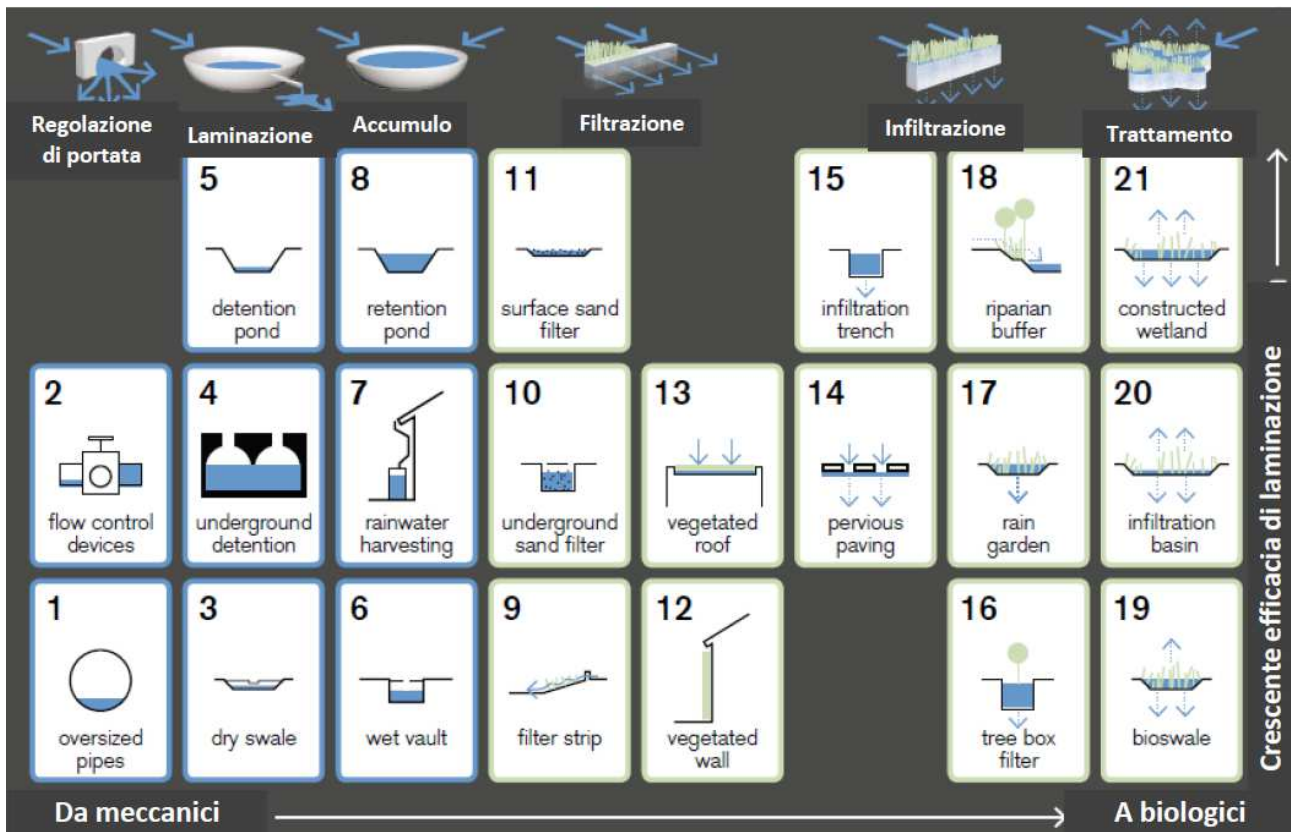 Regolazione
di portata
Laminazione
Accumulo
Filtrazione
Infiltrazione
Trattamento
5
detention
pond
8
retention
pond
11
surface sand
filter
15
infiltration
trench
18
riparian
buffer
21
constructed
wetland
2
flow control
devices
4
underground
detention
7
rainwater
harvesting
10
underground
sand filter
13
vegetated
roof
14
pervious
paving
17
rain
garden
20
infiltration
basin
1
oversized
pipes
3
dry swale
6
wet vault
9
filter strip
12
vegetated
wall
16
tree box
filter
19
bioswale
Crescente efficacia di laminazione
Da meccanici
A biologici